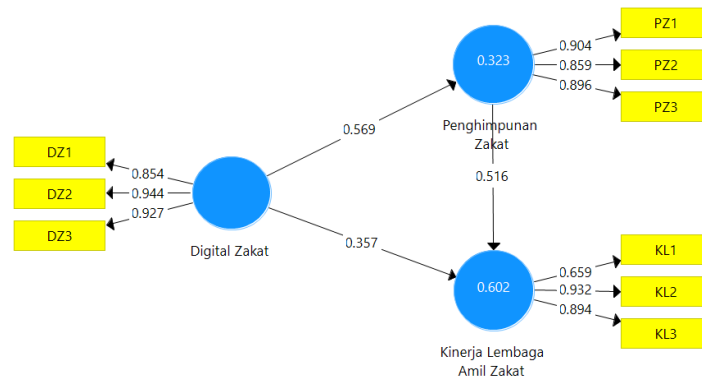 PZ1
0.904
0.323
0.859
PZ2
0.896
PZ3
Penghimpunan
Zakat
0.569
DZ1
0.854
0.516
DZ2
0.944
DZ3
0.927
Digital Zakat
0.357
KL1
0.659
0.602
0.932
KL2
0.894
KL3
Kinerja Lembaga
Amil Zakat